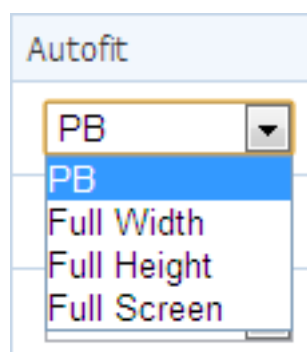 Autofit
PB
PB
Full Width
Full Height
Full Screen